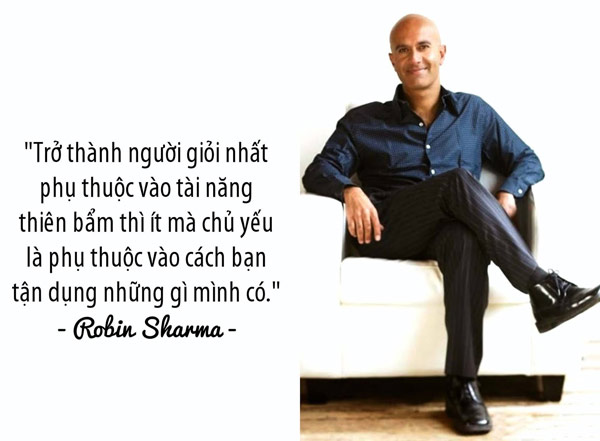 "Trở thành người giỏi nhất
phụ thuộc vào tài năng
thiên bẩm thì ít mà chủ yếu
là phụ thuộc vào cách bạn
tận dụng những gì mình có."
- Robin Sharma -